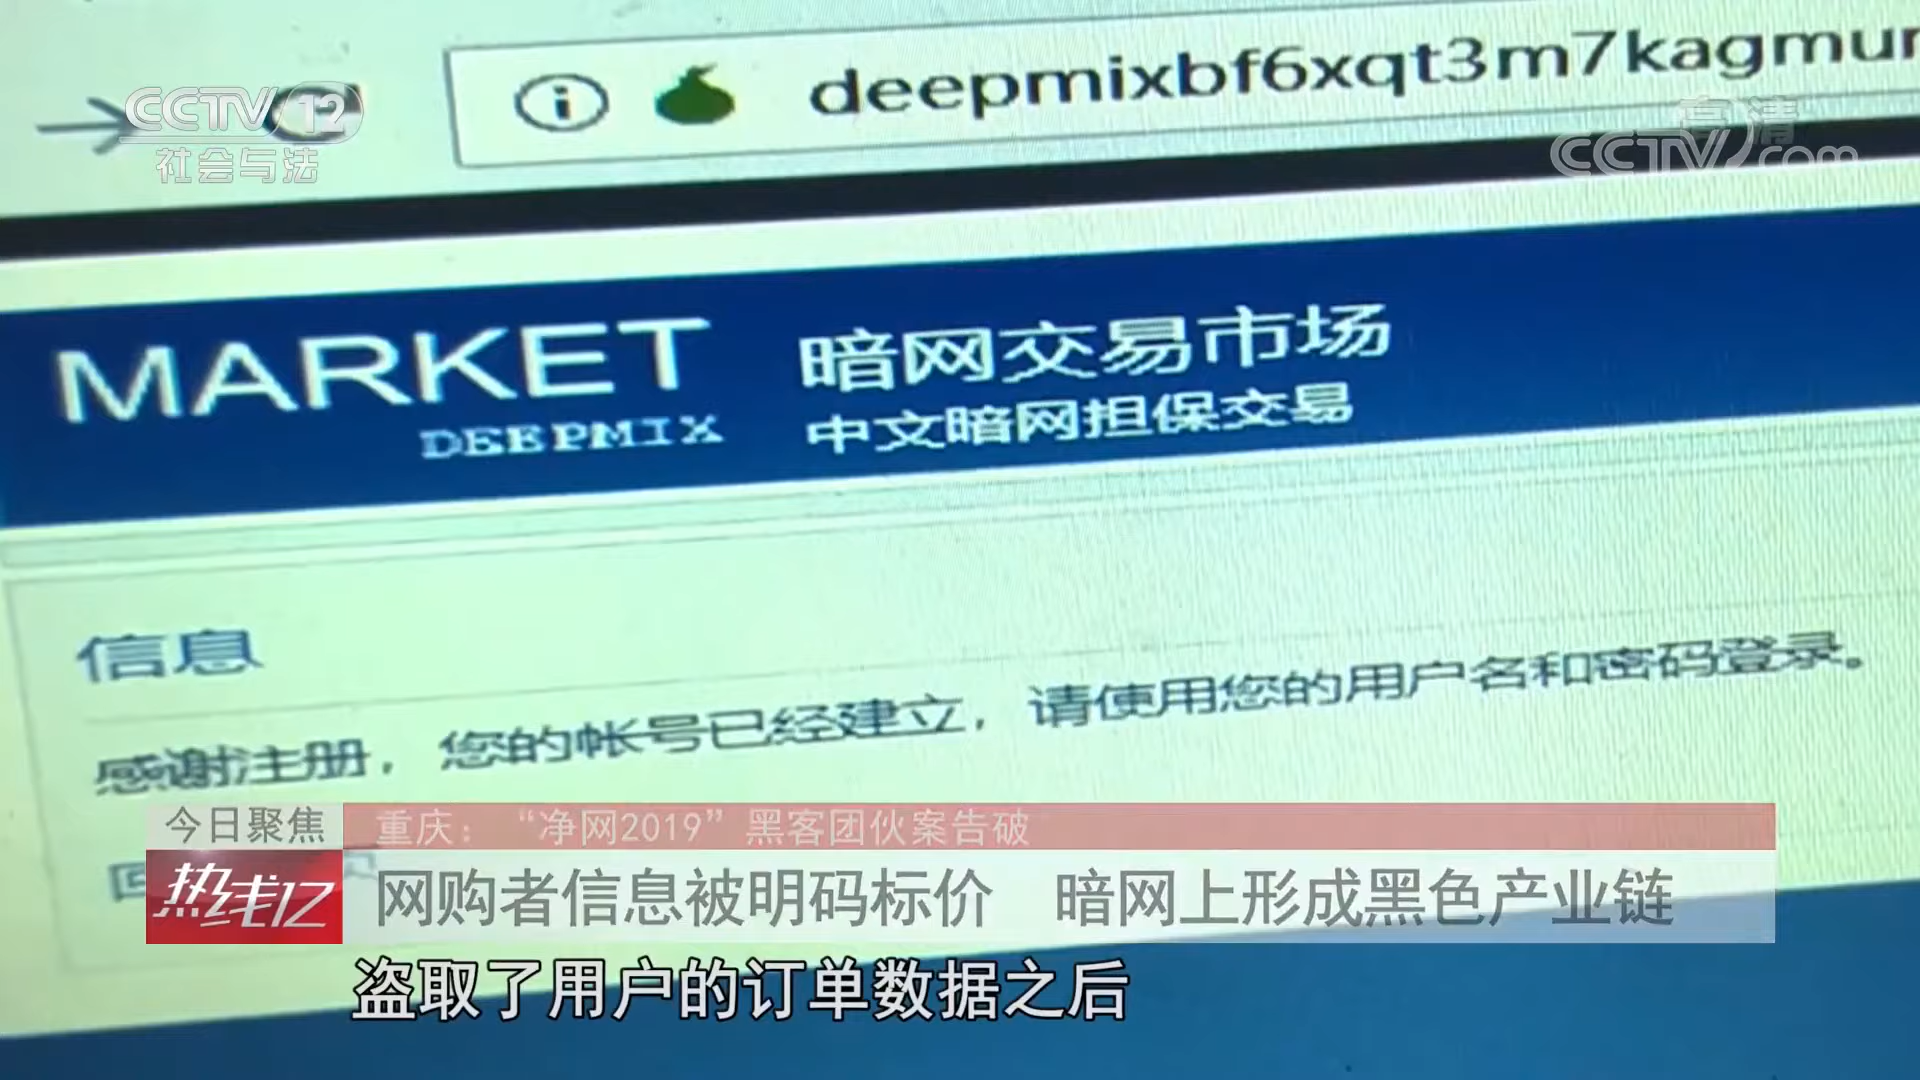 deepmixbf6xqt3m7kagmur
CCTV 12
社会与法
高清
CCTV.com
MARKET
DEEPMIX
暗网交易市场
中文暗网担保交易
信息
感谢注册，您的帐号已经建立，请使用您的用户名和密码登录。
今日聚焦
重庆：“净网2019”黑客团伙案告破
热线12
网购者信息被明码标价 暗网上形成黑色产业链
盗取了用户的订单数据之后